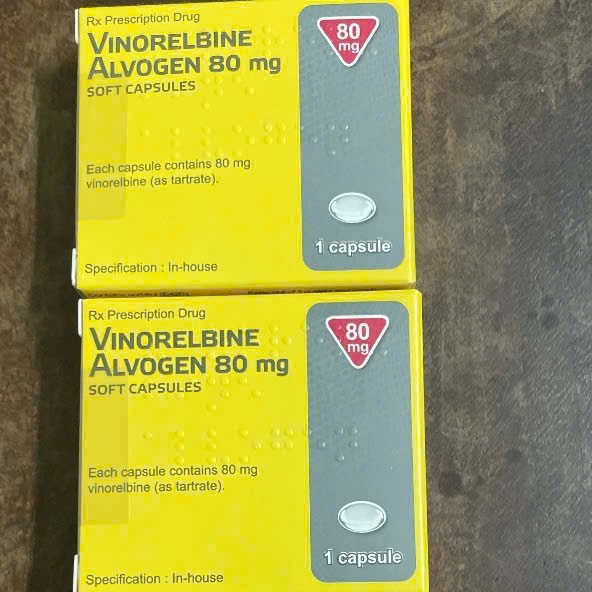 Rx Prescription Drug
VINORELBINE
ALVOGEN 80 mg
SOFT CAPSULES
80
mg
Each capsule contains 80 mg
vinorelbine (as tartrate).
1 capsule
Specification : In-house
Rx Prescription Drug
VINORELBINE
ALVOGEN 80 mg
SOFT CAPSULES
80
mg
Each capsule contains 80 mg
vinorelbine (as tartrate).
1 capsule
Specification : In-house